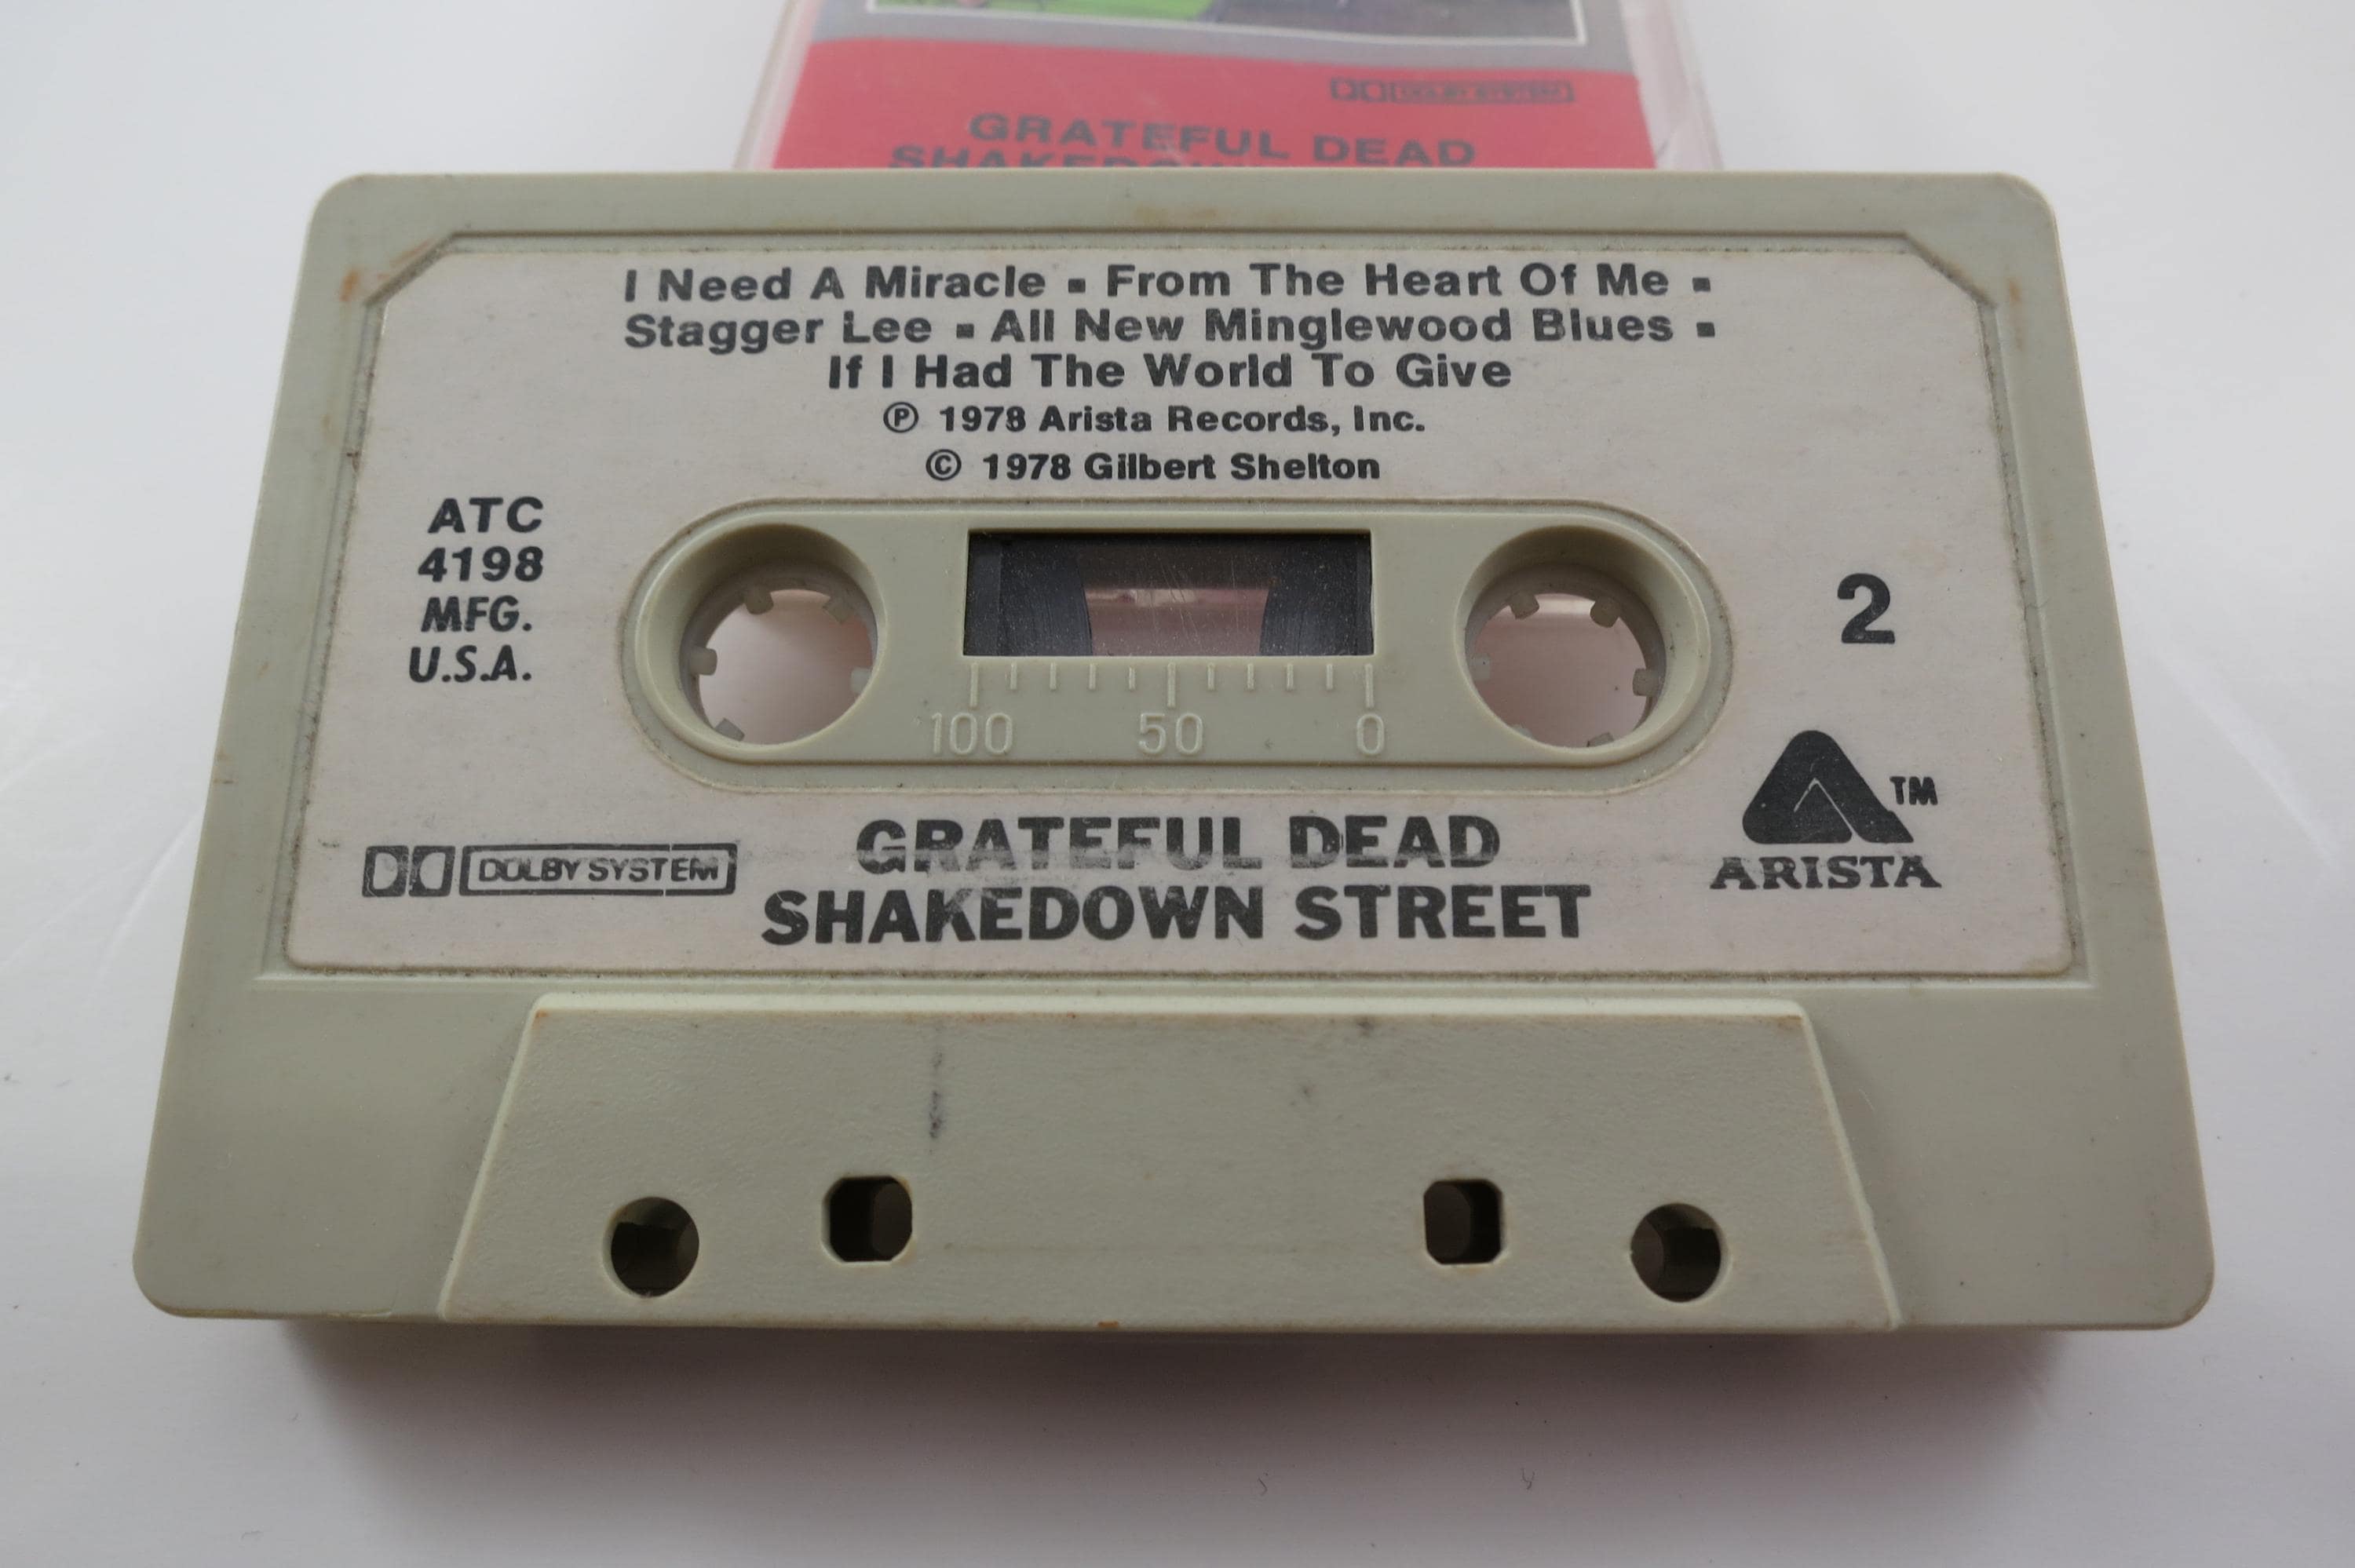 DOLBY SYSTEM
GRATEFUL DEAD
I Need A Miracle ▪ From The Heart Of Me ▪
Stagger Lee ▪ All New Minglewood Blues ▪
If I Had The World To Give
℗ 1978 Arista Records, Inc.
© 1978 Gilbert Shelton
ATC
4198
MFG.
U.S.A.
2
100 50 0
TM
ARISTA
DOLBY SYSTEM
GRATEFUL DEAD
SHAKEDOWN STREET